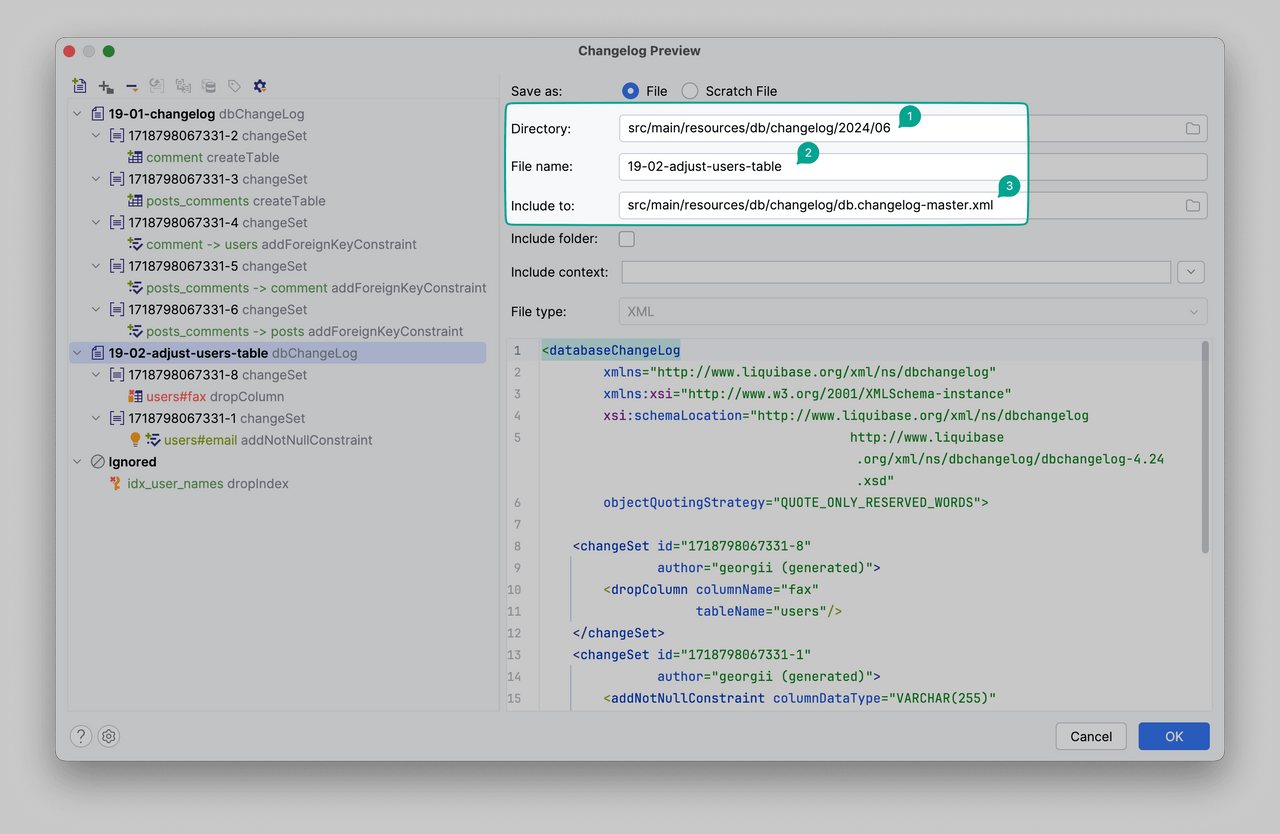 Changelog Preview
19-01-changelog dbChangeLog
1718798067331-2 changeSet
comment createTable
1718798067331-3 changeSet
posts_comments createTable
1718798067331-4 changeSet
comment -> users addForeignKeyConstraint
1718798067331-5 changeSet
posts_comments -> comment addForeignKeyConstraint
1718798067331-6 changeSet
posts_comments -> posts addForeignKeyConstraint
19-02-adjust-users-table dbChangeLog
1718798067331-8 changeSet
users#fax dropColumn
1718798067331-1 changeSet
users#email addNotNullConstraint
Ignored
idx_user_names dropIndex
Save as: File Scratch File
1
Directory: src/main/resources/db/changelog/2024/06
2
File name: 19-02-adjust-users-table
3
Include to: src/main/resources/db/changelog/db.changelog-master.xml
Include folder:
Include context:
File type: XML
1 <databaseChangeLog
2 xmlns="http://www.liquibase.org/xml/ns/dbchangelog"
3 xmlns:xsi="http://www.w3.org/2001/XMLSchema-instance"
4 xsi:schemaLocation="http://www.liquibase.org/xml/ns/dbchangelog
5 http://www.liquibase
.org/xml/ns/dbchangelog/dbchangelog-4.24
.xsd"
6 objectQuotingStrategy="QUOTE_ONLY_RESERVED_WORDS">
7
8 <changeSet id="1718798067331-8"
9 author="georgii (generated)">
10 <dropColumn columnName="fax"
11 tableName="users"/>
12 </changeSet>
13 <changeSet id="1718798067331-1"
14 author="georgii (generated)">
15 <addNotNullConstraint columnDataType="VARCHAR(255)"
?
Cancel
OK